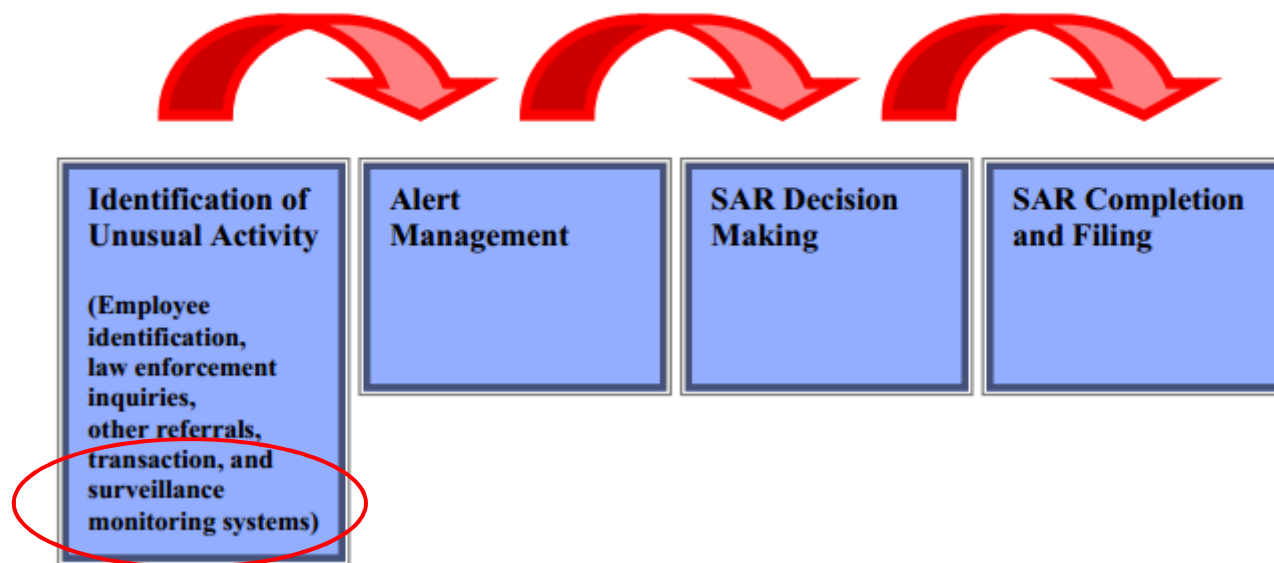 Identification of
Unusual Activity
(Employee
identification,
law enforcement
inquiries,
other referrals,
transaction, and
surveillance
monitoring systems)
Alert
Management
SAR Decision
Making
SAR Completion
and Filing